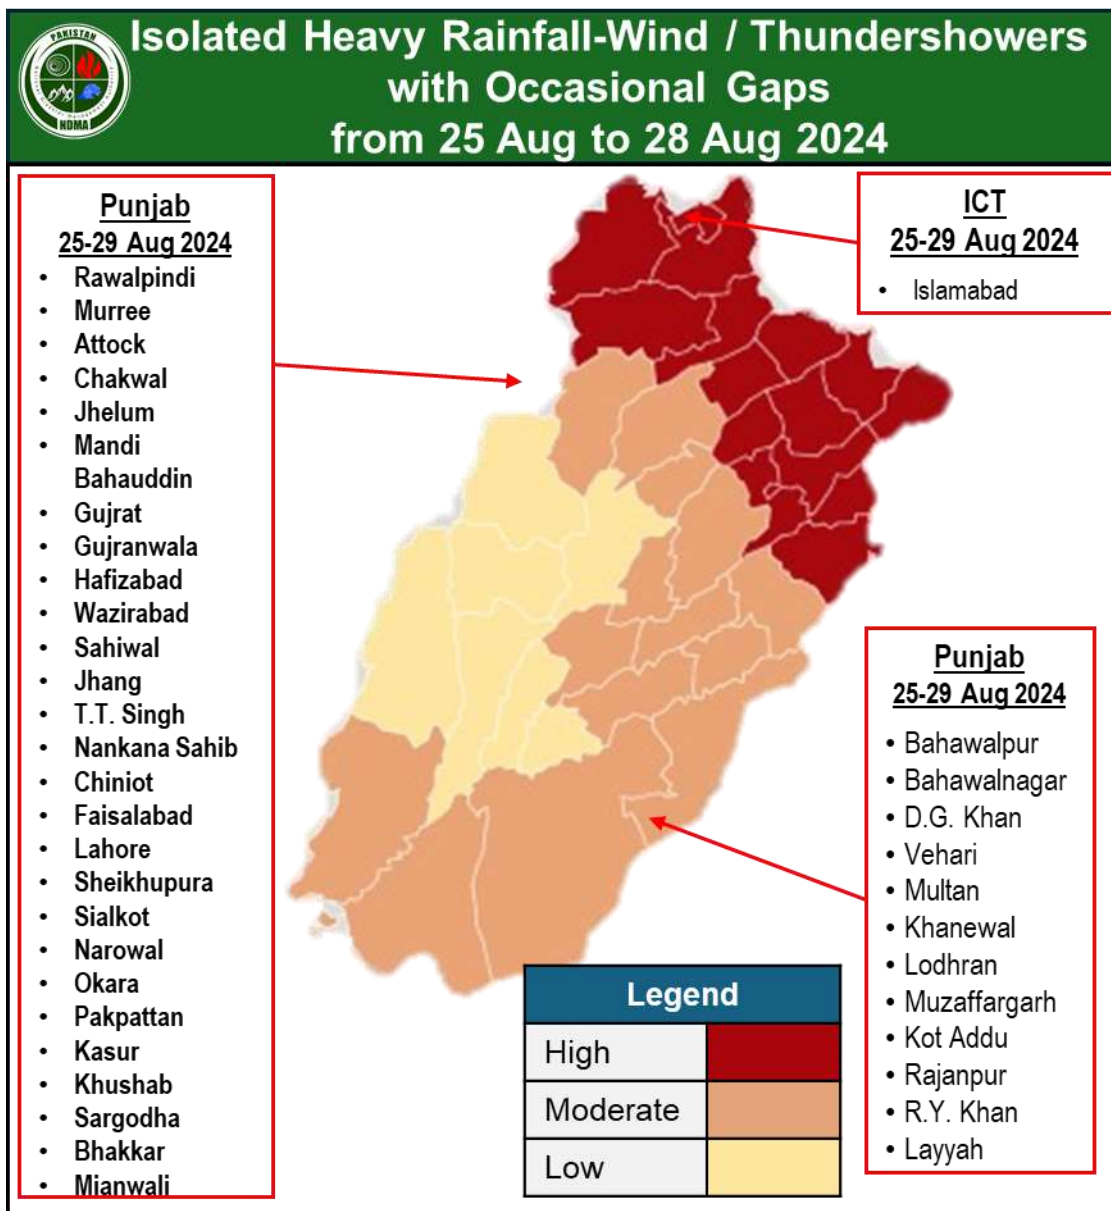 Isolated Heavy Rainfall-Wind / Thundershowers
with Occasional Gaps
from 25 Aug to 28 Aug 2024
PAKISTAN
NDMA
Punjab
25-29 Aug 2024
• Rawalpindi
• Murree
• Attock
• Chakwal
• Jhelum
• Mandi
Bahauddin
• Gujrat
• Gujranwala
• Hafizabad
• Wazirabad
• Sahiwal
• Jhang
• T.T. Singh
• Nankana Sahib
• Chiniot
• Faisalabad
• Lahore
• Sheikhupura
• Sialkot
• Narowal
• Okara
• Pakpattan
• Kasur
• Khushab
• Sargodha
• Bhakkar
• Mianwali
ICT
25-29 Aug 2024
• Islamabad
Punjab
25-29 Aug 2024
• Bahawalpur
• Bahawalnagar
• D.G. Khan
• Vehari
• Multan
• Khanewal
• Lodhran
• Muzaffargarh
• Kot Addu
• Rajanpur
• R.Y. Khan
• Layyah
Legend
High
Moderate
Low